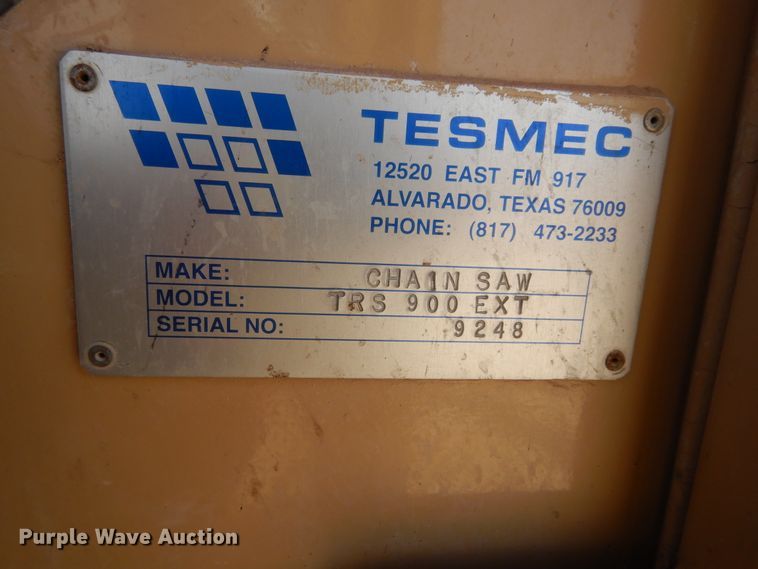 TESMEC
12520 EAST FM 917
ALVARADO, TEXAS 76009
PHONE: (817) 473-2233
MAKE: CHAIN SAW
MODEL: TRS 900 EXT
SERIAL NO: 9248
Purple Wave Auction